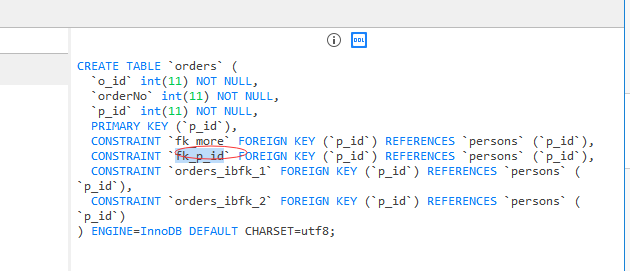 DDL
CREATE TABLE `orders` (
  `o_id` int(11) NOT NULL,
  `orderNo` int(11) NOT NULL,
  `p_id` int(11) NOT NULL,
  PRIMARY KEY (`p_id`),
  CONSTRAINT `fk_more` FOREIGN KEY (`p_id`) REFERENCES `persons` (`p_id`),
  CONSTRAINT `fk_p_id` FOREIGN KEY (`p_id`) REFERENCES `persons` (`p_id`),
  CONSTRAINT `orders_ibfk_1` FOREIGN KEY (`p_id`) REFERENCES `persons` (
`p_id`),
  CONSTRAINT `orders_ibfk_2` FOREIGN KEY (`p_id`) REFERENCES `persons` (
`p_id`)
) ENGINE=InnoDB DEFAULT CHARSET=utf8;